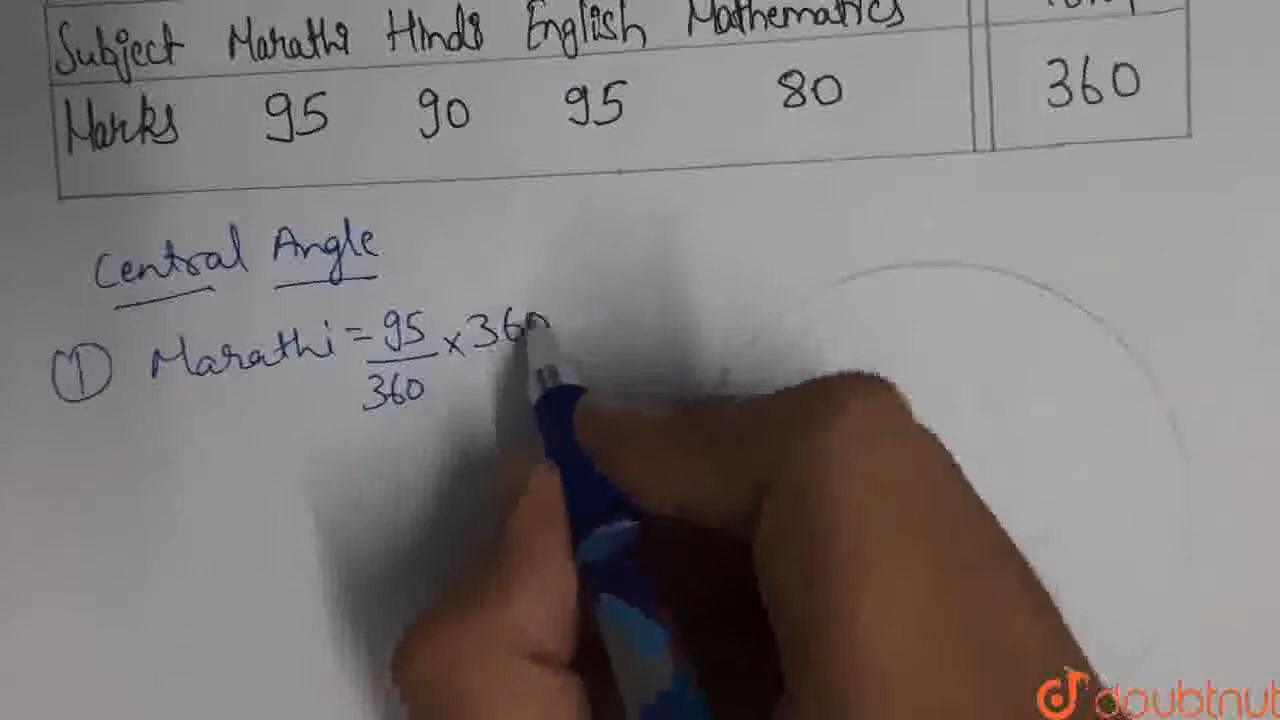 Subject Marathi Hindi English Mathematics
Marks 95 90 95 80 360
Central Angle
① Marathi = 95/360 × 360
doubtnut